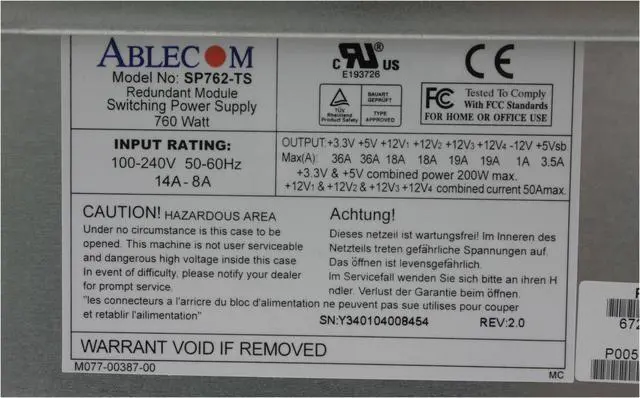 ABLECOM
Model No: SP762-TS
Redundant Module
Switching Power Supply
760 Watt
INPUT RATING:
100-240V 50-60Hz
14A - 8A
c RU US
E193726
CE
TÜV
Rheinland
Product Safety
BAUART
GEPRÜFT
TYPE
APPROVED
FC Tested To Comply
With FCC Standards
FOR HOME OR OFFICE USE
OUTPUT:+3.3V +5V +12V1 +12V2 +12V3 +12V4 -12V +5Vsb
Max(A): 36A 36A 18A 18A 19A 19A 1A 3.5A
+3.3V & +5V combined power 200W max.
+12V1 & +12V2 & +12V3 +12V4 combined current 50Amax.
CAUTION! HAZARDOUS AREA
Under no circumstance is this case to be
opened. This machine is not user serviceable
and dangerous high voltage inside this case
In event of difficulty, please notify your dealer
for prompt service.
Achtung!
Dieses netzeil ist wartungsfrei! Im Inneren des
Netzteils treten gefährliche Spannungen auf.
Das öffnen ist levensgefährlich.
Im Servicefall wenden Sie sich bitte an ihren H
ndler. Verlust der Garantie beim öffnen.
"les connecters a l'arricre du bloc d'alimentation ne peuvent pas sue utilises pour couper
et retablir l'ailimentation"
SN:Y340104008454
REV:2.0
WARRANT VOID IF REMOVED
M077-00387-00
MC
672
P005